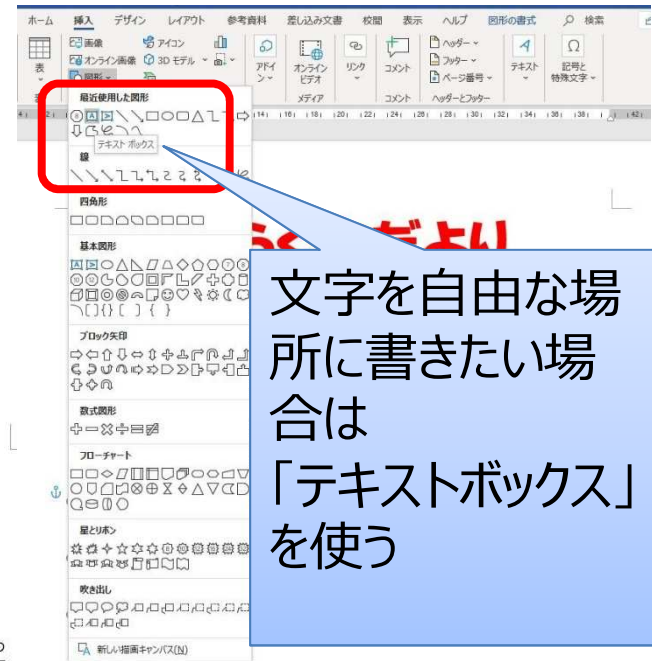 ホーム 挿入 デザイン レイアウト 参考資料 差し込み文書 校閲 表示 ヘルプ 図形の書式 検索
画像 アイコン
オンライン画像 3D モデル
図形
表
アドイン
オンライン ビデオ
リンク
コメント
ヘッダー
フッター
ページ番号
テキスト
記号と特殊文字
メディア コメント ヘッダーとフッター
最近使用した図形
テキスト ボックス
線
四角形
基本図形
ブロック矢印
数式図形
フローチャート
星とリボン
吹き出し
新しい描画キャンバス(N)
だより
文字を自由な場
所に書きたい場
合は
「テキストボックス」
を使う